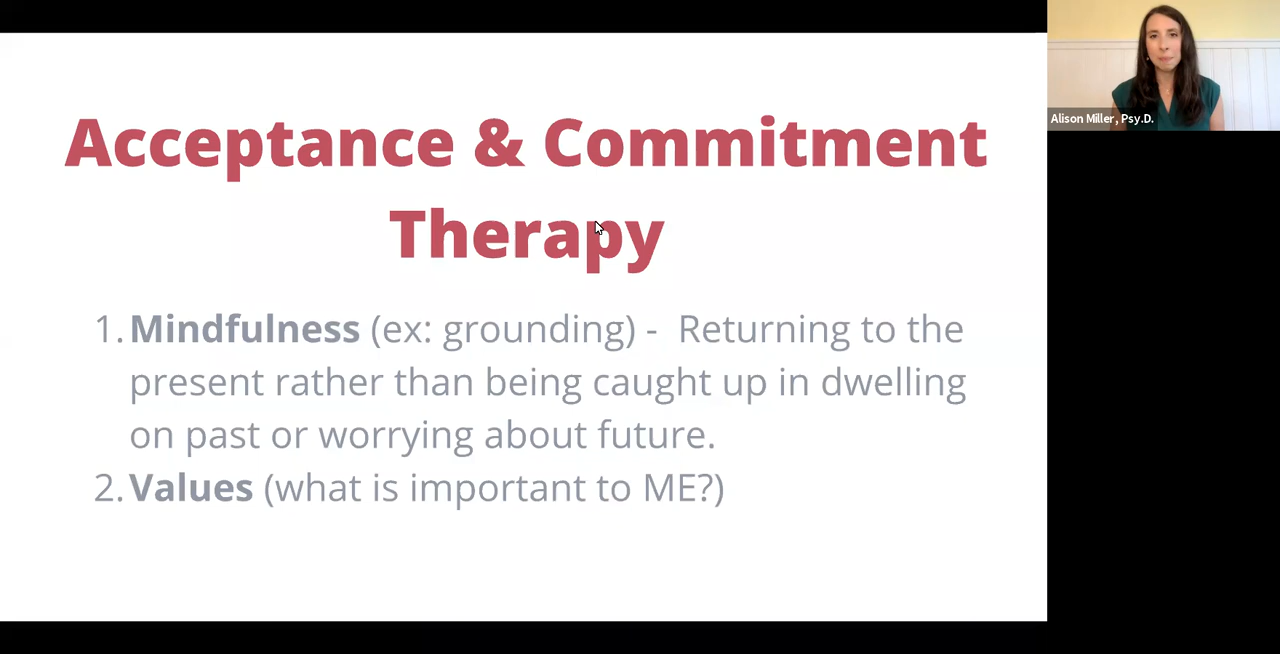 Acceptance & Commitment
Therapy
1. Mindfulness (ex: grounding) -  Returning to the
present rather than being caught up in dwelling
on past or worrying about future.
2. Values (what is important to ME?)
Alison Miller, Psy.D.